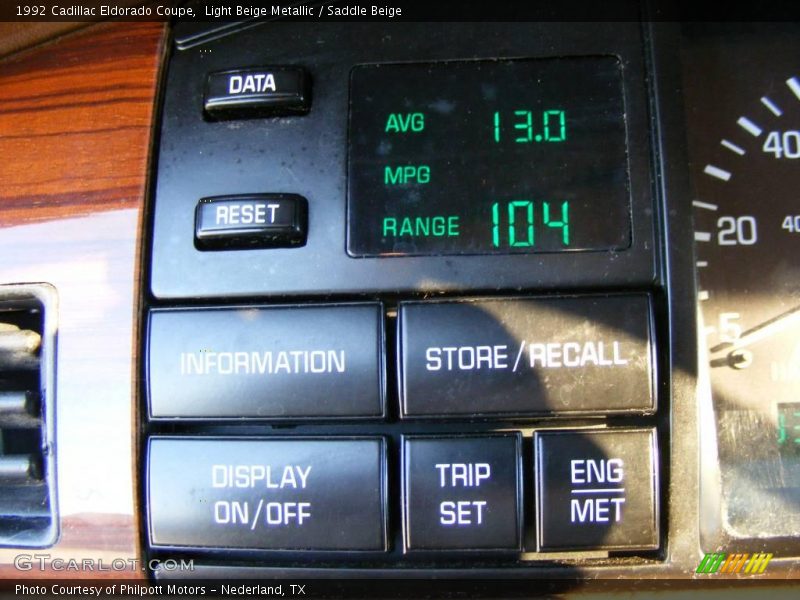 1992 Cadillac Eldorado Coupe,  Light Beige Metallic / Saddle Beige
DATA
AVG 13.0
MPG
RESET
RANGE 104
40
20
40
5
INFORMATION
STORE/RECALL
DISPLAY
ON/OFF
TRIP
SET
ENG
MET
GTCARLOT.COM
Photo Courtesy of Philpott Motors - Nederland, TX